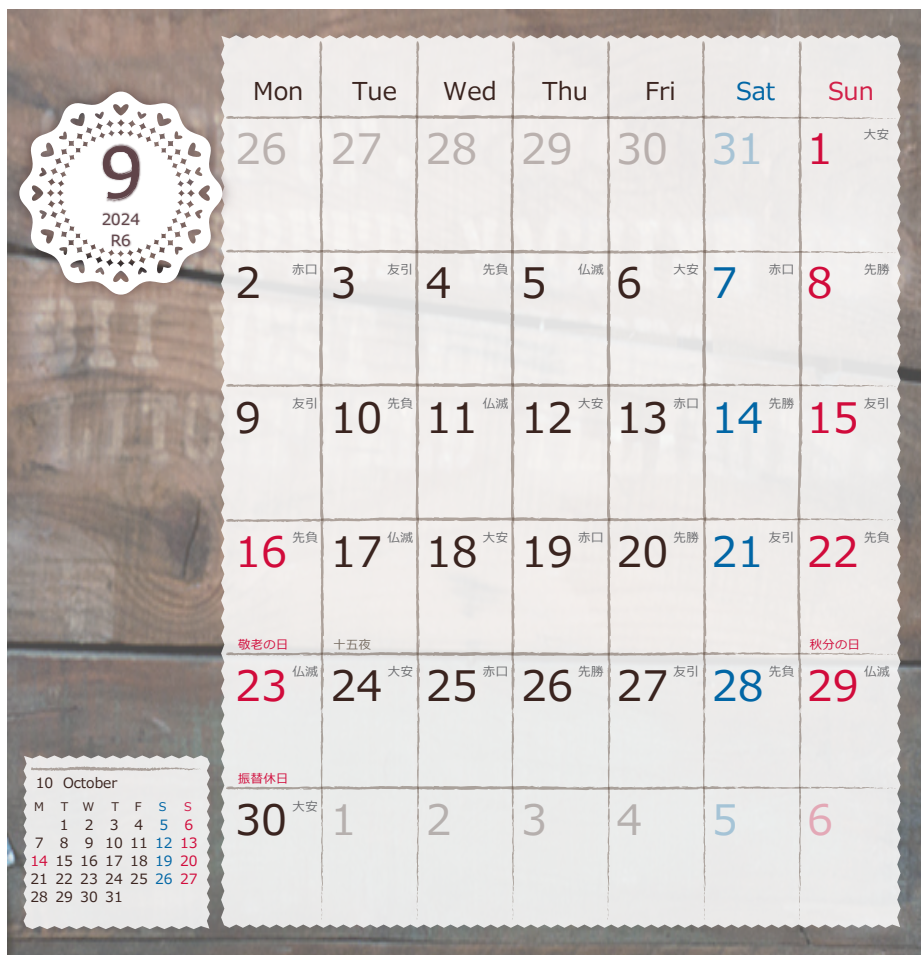 9
2024
R6
Mon Tue Wed Thu Fri Sat Sun
26 27 28 29 30 31 1 大安
2 赤口 3 友引 4 先負 5 仏滅 6 大安 7 赤口 8 先勝
9 友引 10 先負 11 仏滅 12 大安 13 赤口 14 先勝 15 友引
16 先負 17 仏滅 18 大安 19 赤口 20 先勝 21 友引 22 先負
敬老の日 十五夜 秋分の日
23 仏滅 24 大安 25 赤口 26 先勝 27 友引 28 先負 29 仏滅
振替休日
30 大安 1 2 3 4 5 6
10 October
M T W T F S S
1 2 3 4 5 6
7 8 9 10 11 12 13
14 15 16 17 18 19 20
21 22 23 24 25 26 27
28 29 30 31